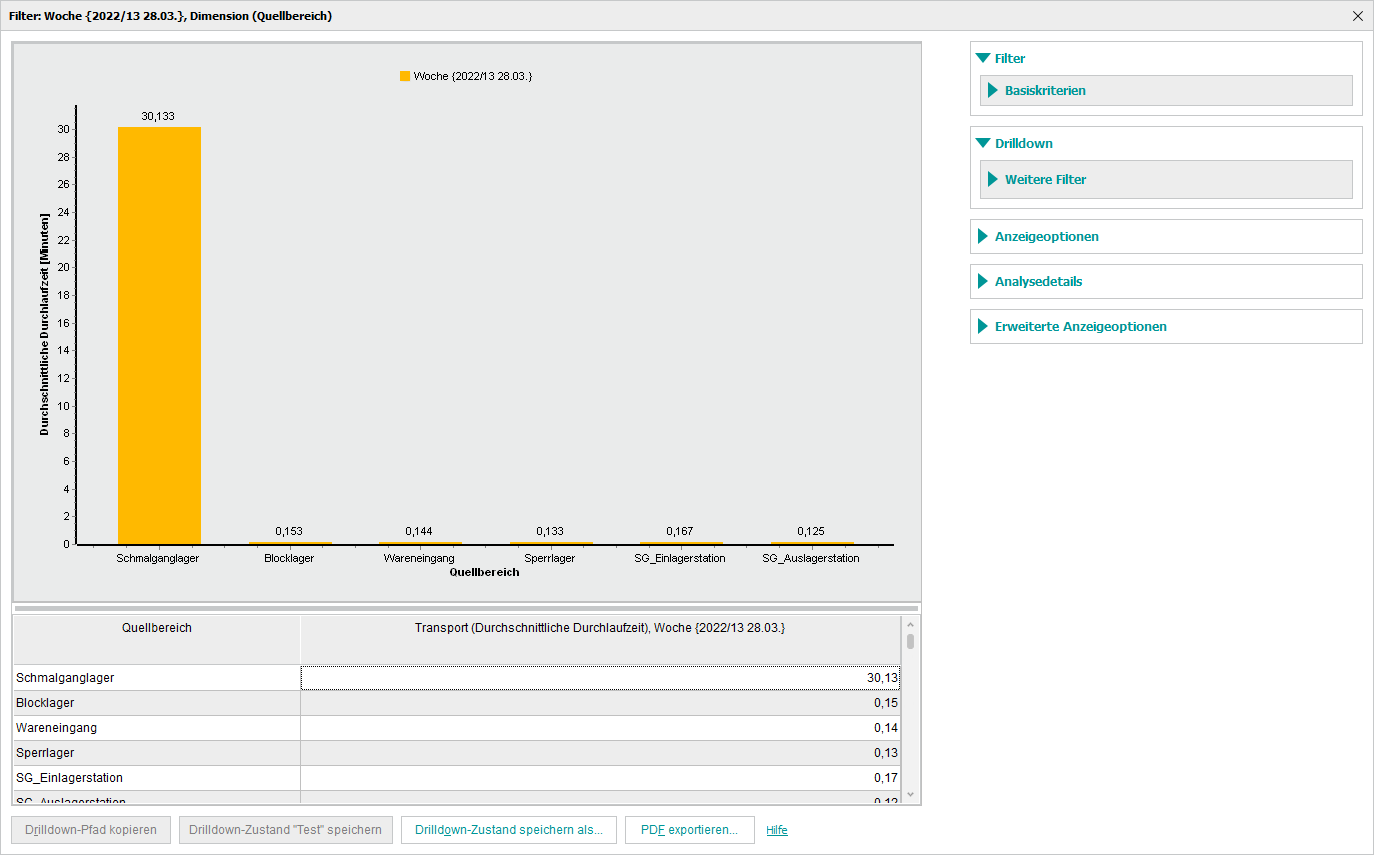 Filter: Woche {2022/13 28.03.}, Dimension (Quellbereich)
Woche {2022/13 28.03.}
Durchschnittliche Durchlaufzeit [Minuten]
30
28
26
24
22
20
18
16
14
12
10
8
6
4
2
0
30,133
0,153
0,144
0,133
0,167
0,125
Schmalganglager
Blocklager
Wareneingang
Sperrlager
SG_Einlagerstation
SG_Auslagerstation
Quellbereich
Filter
Basiskriterien
Drilldown
Weitere Filter
Anzeigeoptionen
Analysedetails
Erweiterte Anzeigeoptionen
Quellbereich Transport (Durchschnittliche Durchlaufzeit), Woche {2022/13 28.03.}
Schmalganglager 30,13
Blocklager 0,15
Wareneingang 0,14
Sperrlager 0,13
SG_Einlagerstation 0,17
SG_Auslagerstation 0,12
Drilldown-Pfad kopieren
Drilldown-Zustand "Test" speichern
Drilldown-Zustand speichern als...
PDF exportieren...
Hilfe